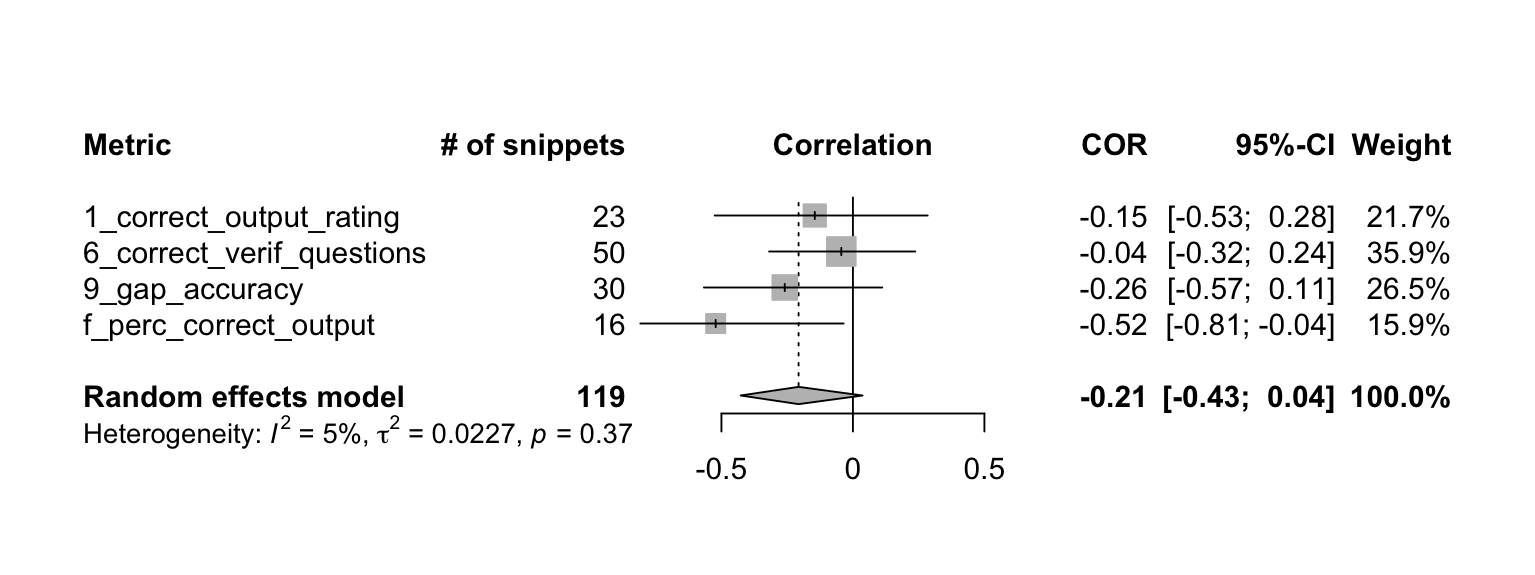 Metric # of snippets Correlation COR 95%-CI Weight
1_correct_output_rating 23 -0.15 [-0.53; 0.28] 21.7%
6_correct_verif_questions 50 -0.04 [-0.32; 0.24] 35.9%
9_gap_accuracy 30 -0.26 [-0.57; 0.11] 26.5%
f_perc_correct_output 16 -0.52 [-0.81; -0.04] 15.9%
Random effects model 119 -0.21 [-0.43; 0.04] 100.0%
Heterogeneity: I² = 5%, τ² = 0.0227, p = 0.37
-0.5 0 0.5